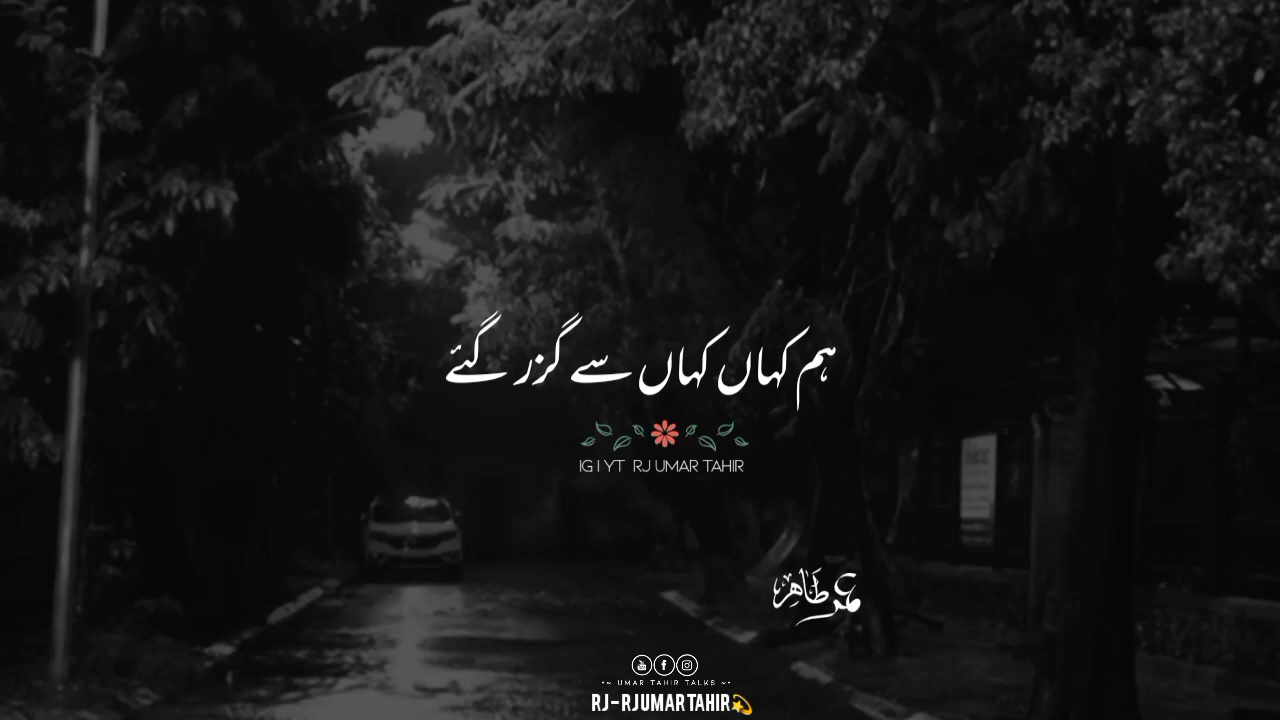 ہم کہاں کہاں سے گزر گئے
IG | YT RJ UMAR TAHIR
عمر طاہر
·~ UMAR TAHIR TALKS ~·
RJ-RJUMARTAHIR💫